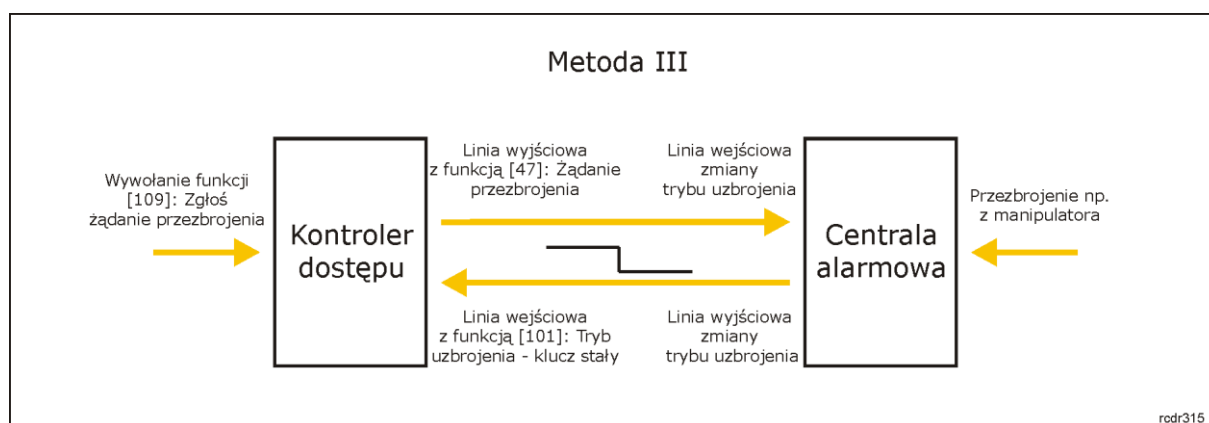 Metoda III
Wywołanie funkcji
[109]: Zgłoś
żądanie przezbrojenia
Kontroler
dostępu
Linia wyjściowa
z funkcją [47]: Żądanie
przezbrojenia
Linia wejściowa
zmiany
trybu uzbrojenia
Linia wejściowa
z funkcją [101]: Tryb
uzbrojenia - klucz stały
Linia wyjściowa
zmiany
trybu uzbrojenia
Centrala
alarmowa
Przezbrojenie np.
z manipulatora
rcdr315